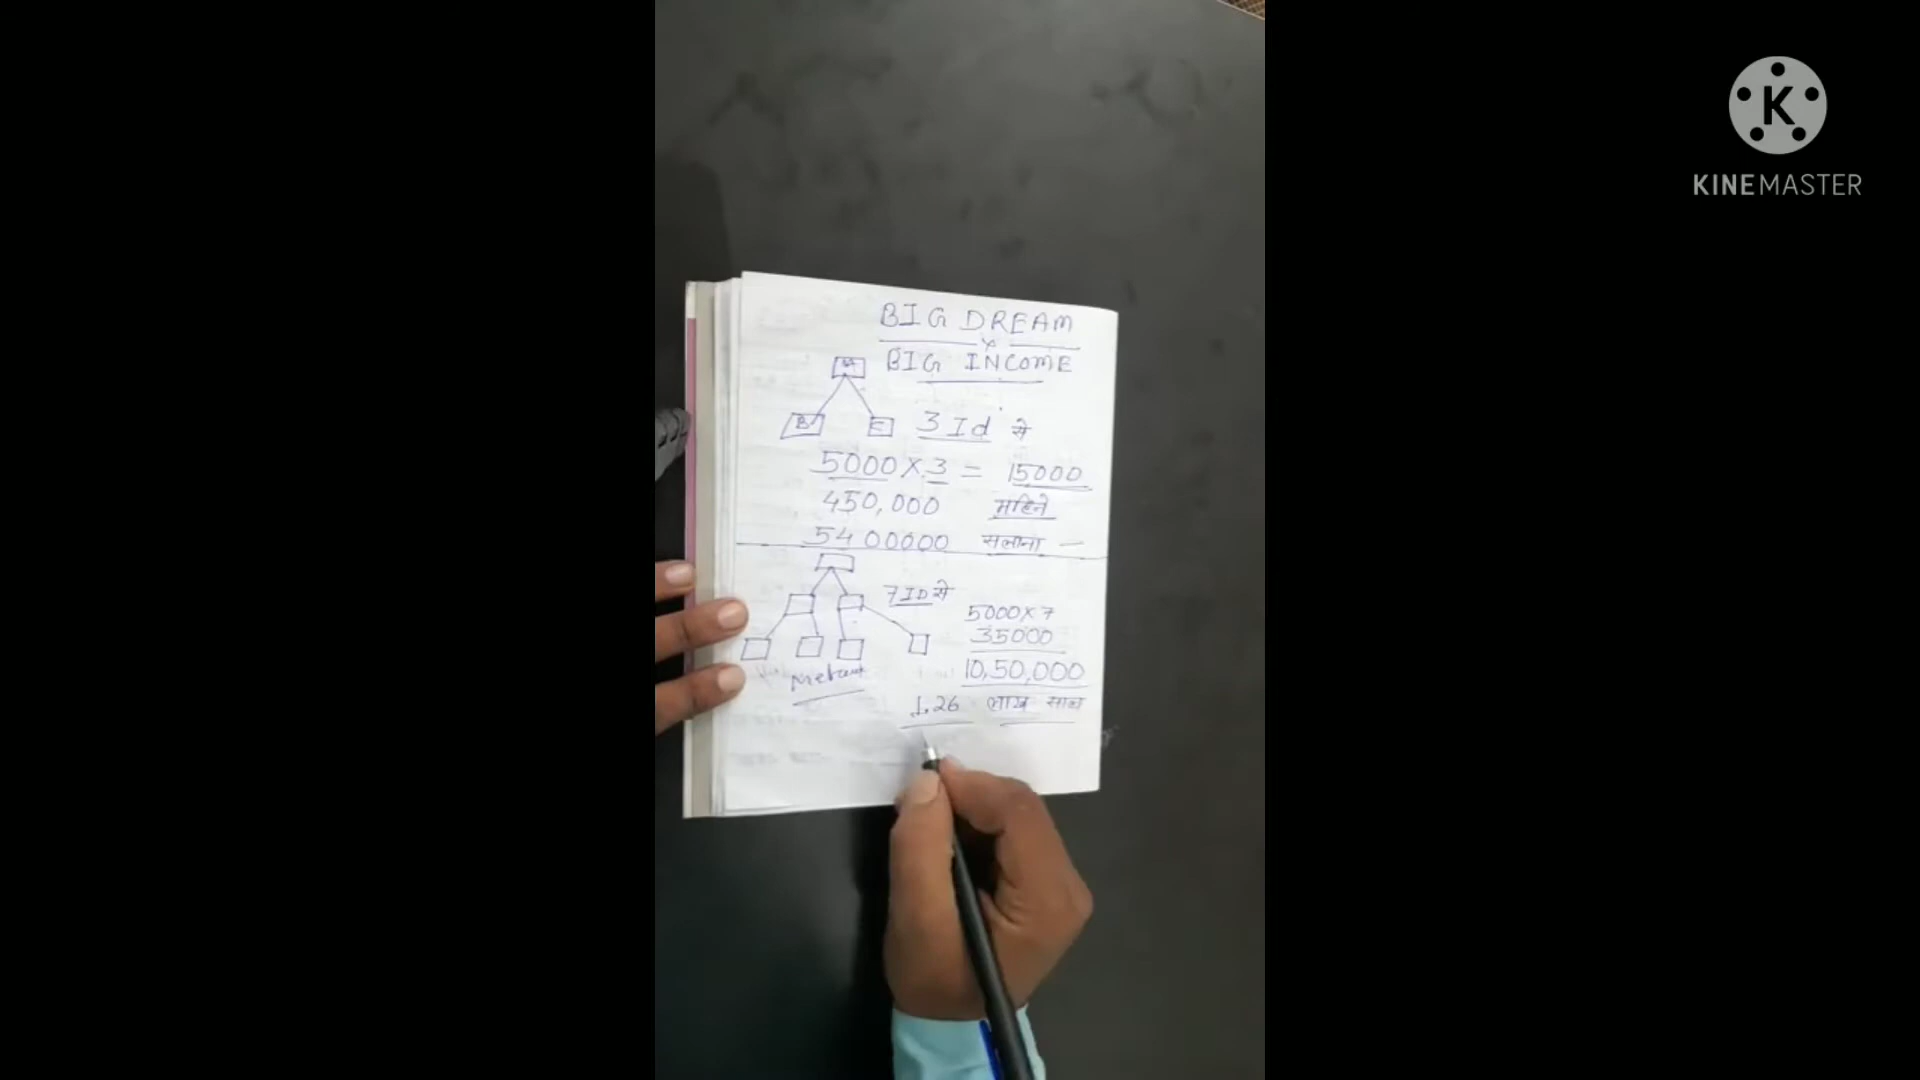 BIG DREAM
BIG INCOME
3 Id से
5000 X 3 = 15000
450,000 महिने
5400000 सलाना
7 ID से
5000 X 7
35000
10,50,000
1.26 लाख साल
K
KINEMASTER